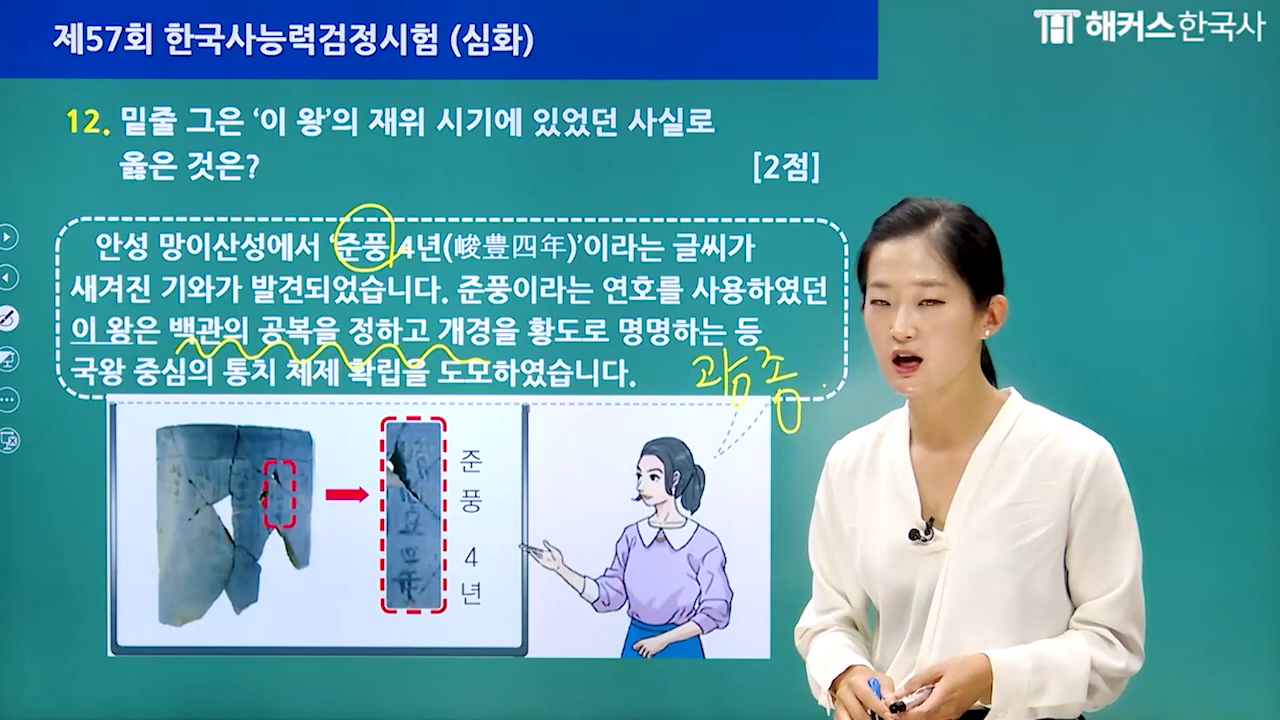 제57회 한국사능력검정시험 (심화)
해커스한국사
12. 밑줄 그은 ‘이 왕’의 재위 시기에 있었던 사실로
옳은 것은? [2점]
안성 망이산성에서 ‘준풍 4년(峻豊四年)’이라는 글씨가
새겨진 기와가 발견되었습니다. 준풍이라는 연호를 사용하였던
이 왕은 백관의 공복을 정하고 개경을 황도로 명명하는 등
국왕 중심의 통치 체제 확립을 도모하였습니다.
광종
준
풍
4
년